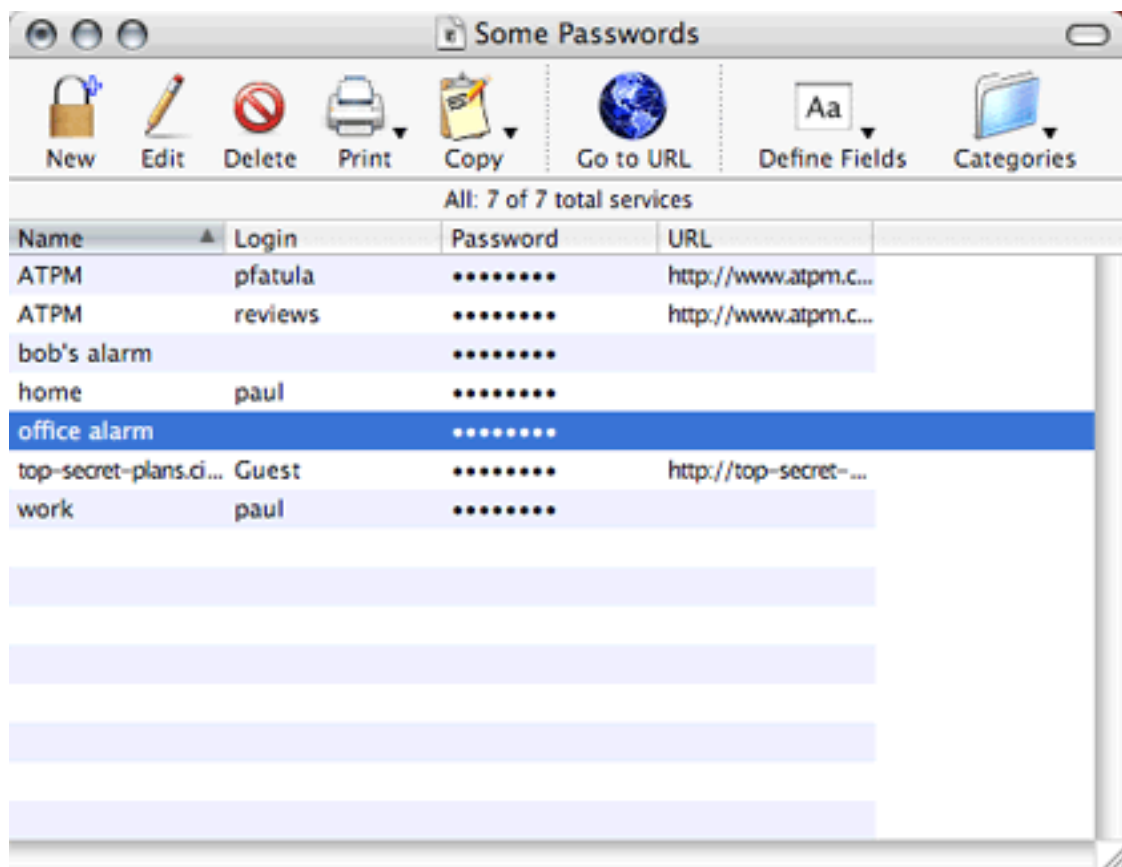 Some Passwords
New Edit Delete Print Copy Go to URL Aa Define Fields Categories
All: 7 of 7 total services
Name Login Password URL
ATPM pfatula •••••••• http://www.atpm.c...
ATPM reviews •••••••• http://www.atpm.c...
bob's alarm ••••••••
home paul ••••••••
office alarm ••••••••
top-secret-plans.ci... Guest •••••••• http://top-secret-...
work paul ••••••••